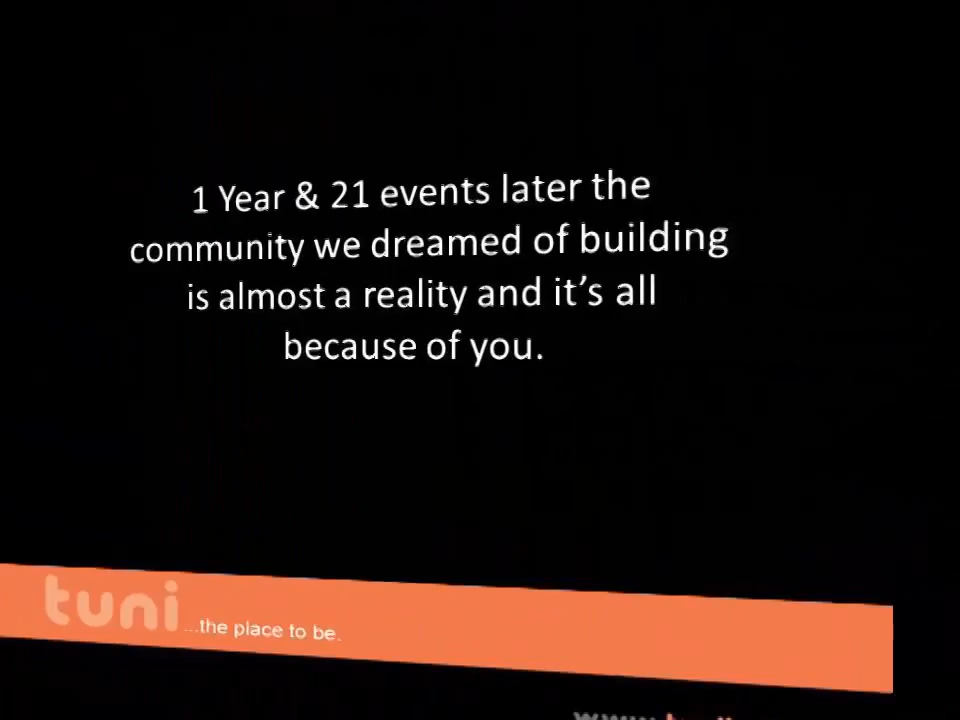 1 Year & 21 events later the
community we dreamed of building
is almost a reality and it's all
because of you.
tuni ...the place to be.